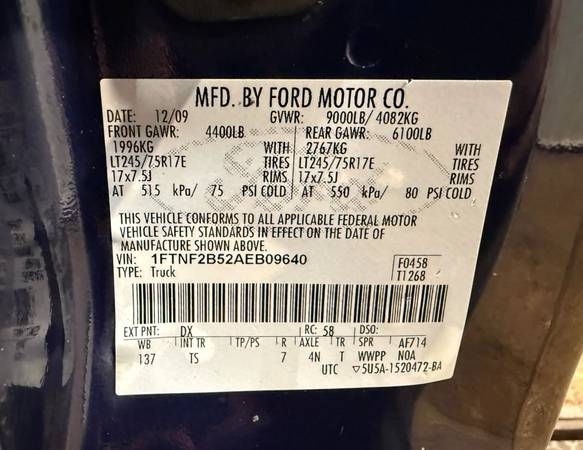 MFD. BY FORD MOTOR CO.
DATE: 12/09 GVWR: 9000LB/ 4082KG
FRONT GAWR: 4400LB REAR GAWR: 6100LB
1996KG WITH 2767KG WITH
LT245/75R17E TIRES LT245/75R17E TIRES
17x7.5J RIMS 17x7.5J RIMS
AT 515 kPa/ 75 PSI COLD AT 550 kPa/ 80 PSI COLD
THIS VEHICLE CONFORMS TO ALL APPLICABLE FEDERAL MOTOR
VEHICLE SAFETY STANDARDS IN EFFECT ON THE DATE OF
MANUFACTURE SHOWN ABOVE.
VIN: 1FTNF2B52AEB09640 F0458
TYPE: Truck T1268
EXT PNT: DX RC: 58 DSO:
WB INT TR TP/PS R AXLE TR SPR AF714
137 TS 7 4N T WWPP N0A
UTC ▽5U5A-1520472-BA